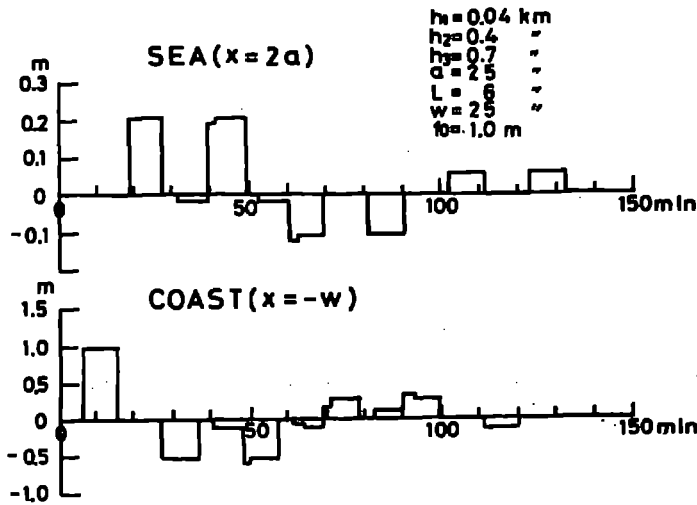 h₁=0.04 km
h₂=0.4 "
h₃=0.7 "
a=25 "
L=6 "
w=25 "
f₀=1.0 m
SEA(x=2a)
m
0.3
0.2
0.1
0
-0.1
0
50
100
150min
COAST(x=-w)
m
1.5
1.0
0.5
0
-0.5
-1.0
0
50
100
150min